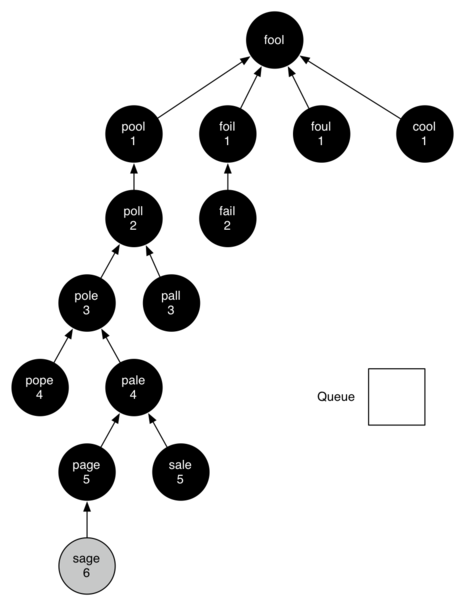 fool
pool
1
foil
1
foul
1
cool
1
poll
2
fail
2
pole
3
pall
3
pope
4
pale
4
Queue
page
5
sale
5
sage
6